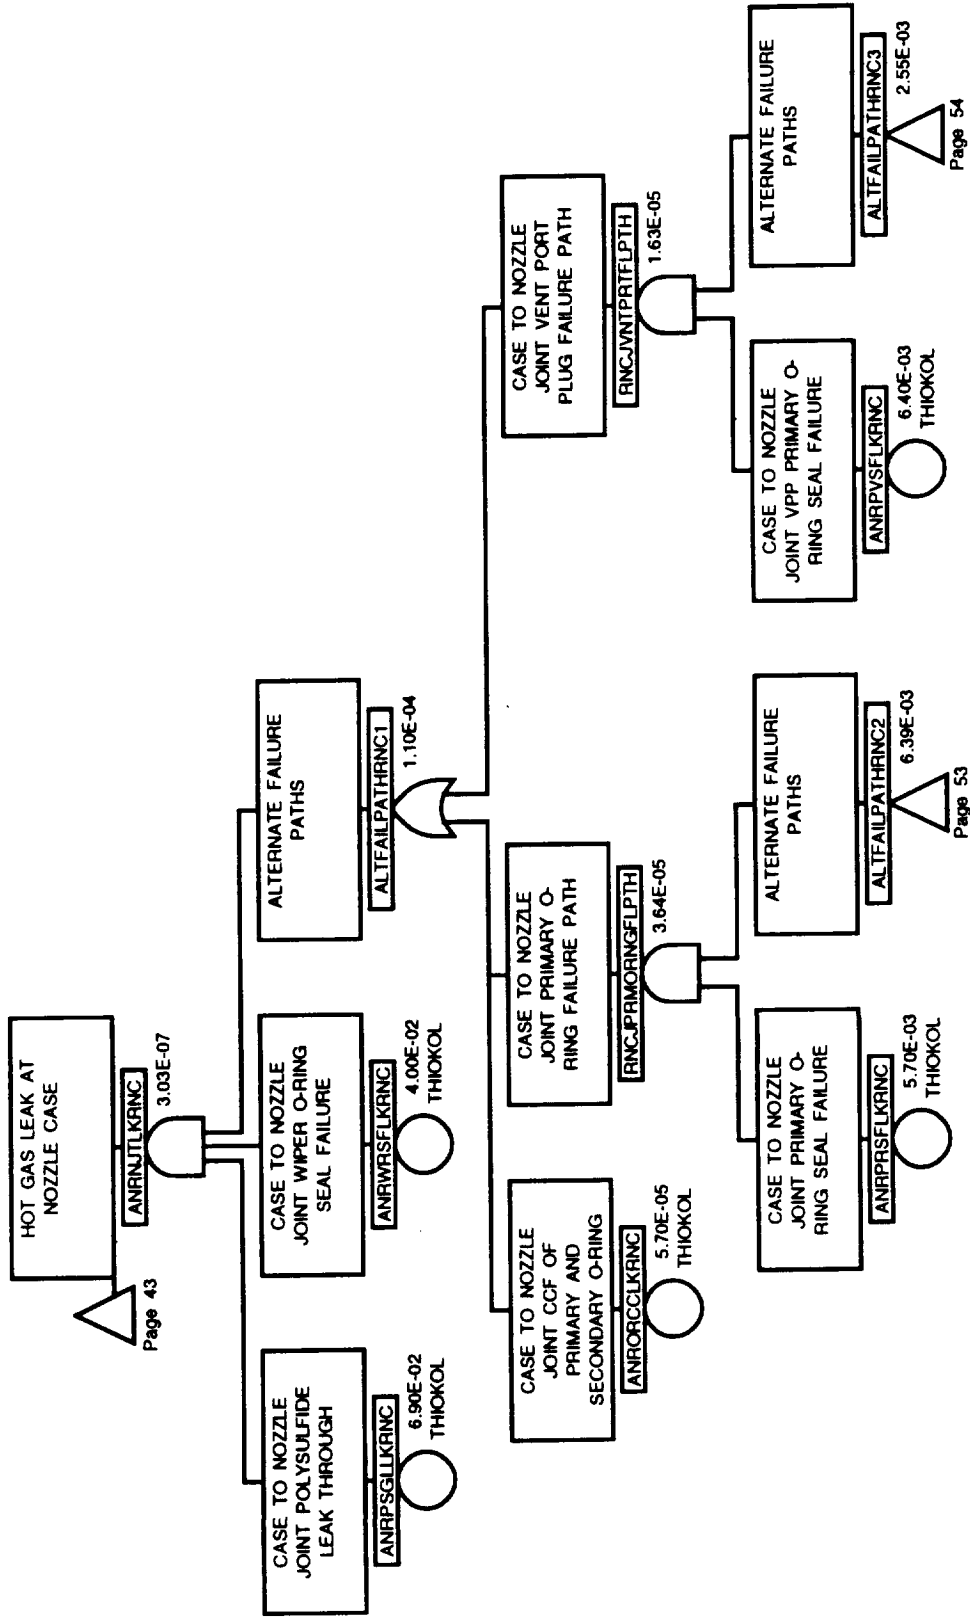 HOT GAS LEAK AT
NOZZLE CASE
ANRNJTLKRNC
3.03E-07
Page 43
CASE TO NOZZLE
JOINT POLYSULFIDE
LEAK THROUGH
ANRPSGLLKRNC
6.90E-02
THIOKOL
CASE TO NOZZLE
JOINT WIPER O-RING
SEAL FAILURE
ANRWRSFLKRNC
4.00E-02
THIOKOL
ALTERNATE FAILURE
PATHS
ALTFAILPATHRNC1
1.10E-04
CASE TO NOZZLE
JOINT CCF OF
PRIMARY AND
SECONDARY O-RING
ANRORCCLKRNC
5.70E-05
THIOKOL
CASE TO NOZZLE
JOINT PRIMARY O-
RING FAILURE PATH
RNCJPRMORNGFLPTH
3.64E-05
CASE TO NOZZLE
JOINT VENT PORT
PLUG FAILURE PATH
RNCJVNTPRTFLPTH
1.63E-05
CASE TO NOZZLE
JOINT PRIMARY O-
RING SEAL FAILURE
ANRPRSFLKRNC
5.70E-03
THIOKOL
ALTERNATE FAILURE
PATHS
ALTFAILPATHRNC2
6.39E-03
Page 53
CASE TO NOZZLE
JOINT VPP PRIMARY O-
RING SEAL FAILURE
ANRPVSFLKRNC
6.40E-03
THIOKOL
ALTERNATE FAILURE
PATHS
ALTFAILPATHRNC3
2.55E-03
Page 54